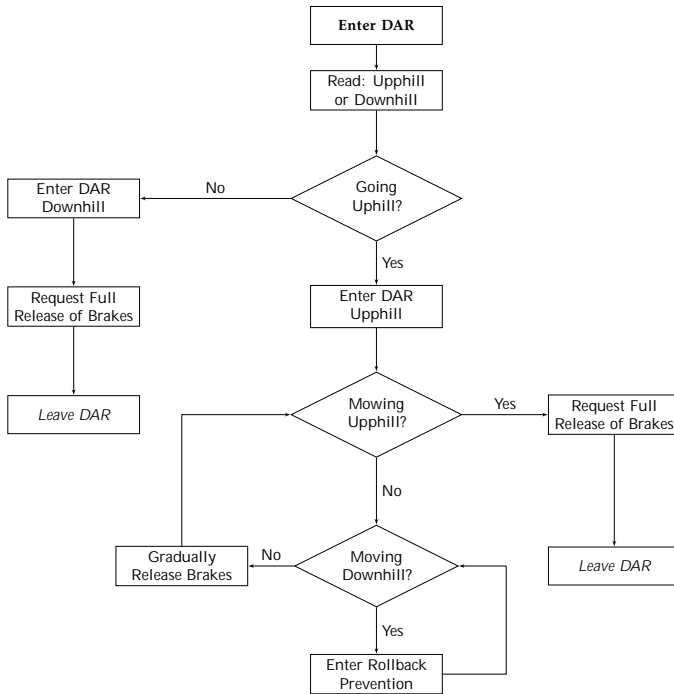 Enter DAR
Read: Upphill
or Downhill
Going
Uphill?
No
Enter DAR
Downhill
Yes
Request Full
Release of Brakes
Enter DAR
Upphill
Leave DAR
Mowing
Upphill?
Yes
Request Full
Release of Brakes
No
Gradually
Release Brakes
No
Moving
Downhill?
Leave DAR
Yes
Enter Rollback
Prevention